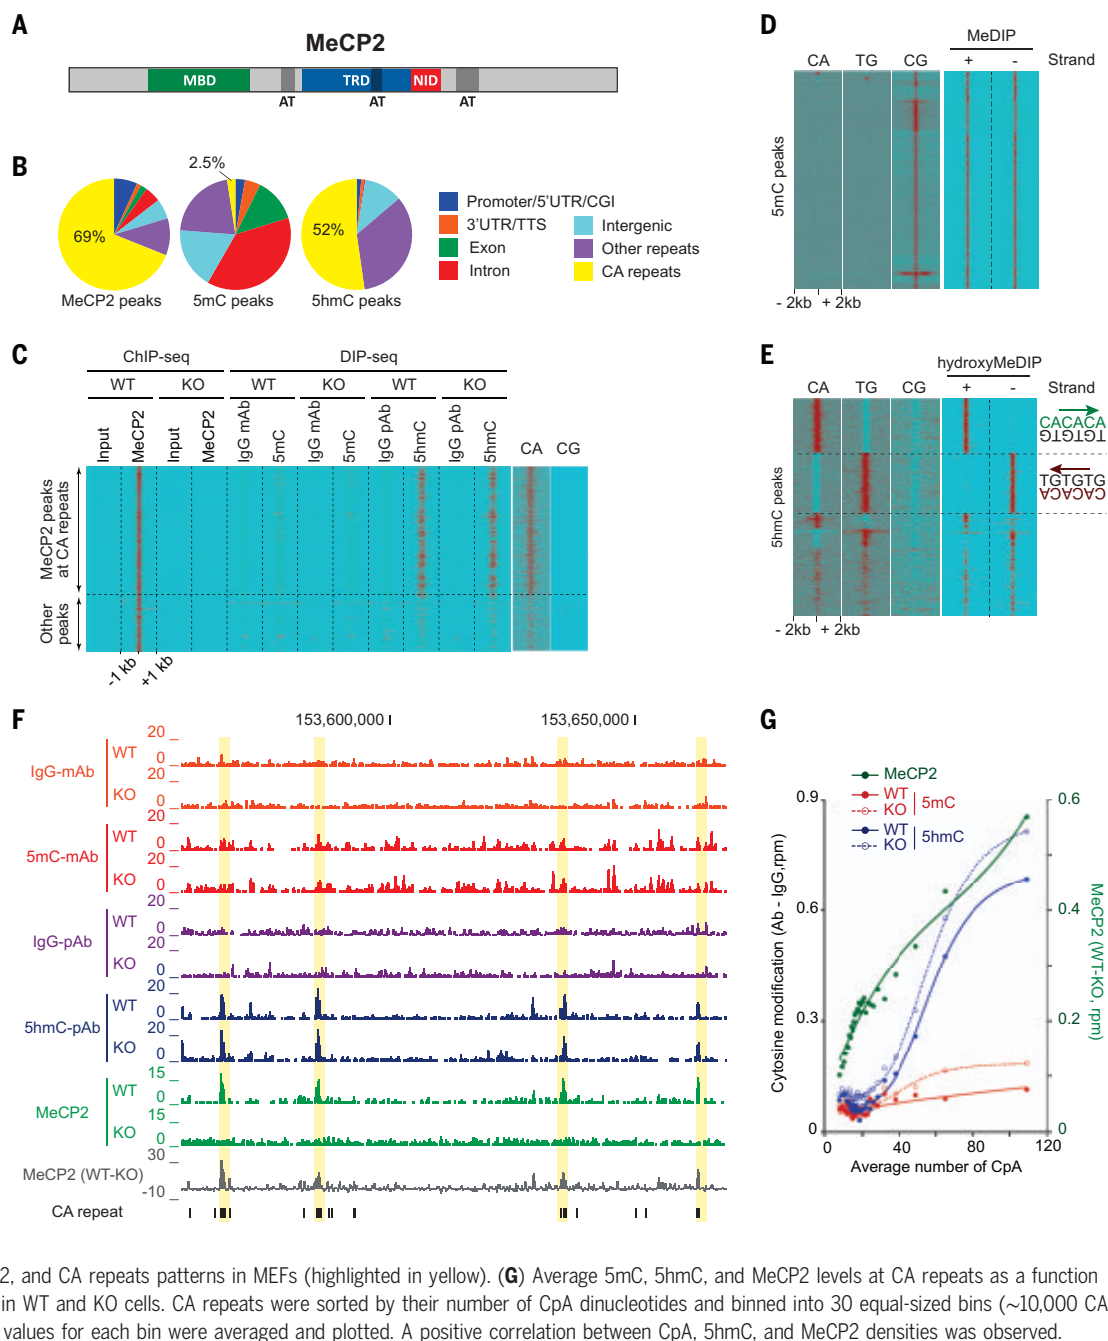 A
MeCP2
MBD
TRD
NID
AT
AT
AT
B
2.5%
69%
52%
MeCP2 peaks
5mC peaks
5hmC peaks
Promoter/5'UTR/CGI
3'UTR/TTS
Exon
Intron
Intergenic
Other repeats
CA repeats
C
ChIP-seq
DIP-seq
WT
KO
WT
KO
WT
KO
Input
MeCP2
Input
MeCP2
IgG mAb
5mC
IgG mAb
5mC
IgG pAb
5hmC
IgG pAb
5hmC
CA
CG
MeCP2 peaks
at CA repeats
Other
peaks
-1 kb
+1 kb
D
MeDIP
CA
TG
CG
+
-
Strand
5mC peaks
- 2kb
+ 2kb
E
hydroxyMeDIP
CA
TG
CG
+
-
Strand
5hmC peaks
CACACA
GTGTGT
TGTGTG
ACACAC
- 2kb
+ 2kb
F
153,600,000
153,650,000
IgG-mAb
WT
20
0
KO
20
0
5mC-mAb
WT
20
0
KO
20
0
IgG-pAb
WT
20
0
KO
20
0
5hmC-pAb
WT
20
0
KO
20
0
MeCP2
WT
15
0
KO
15
0
MeCP2 (WT-KO)
30
-10
CA repeat
G
MeCP2
WT
KO
5mC
WT
KO
5hmC
Cytosine modification (Ab - IgG,rpm)
0.9
0.6
0.3
0
MeCP2 (WT-KO, rpm)
0.6
0.4
0.2
0
0
40
80
120
Average number of CpA
2, and CA repeats patterns in MEFs (highlighted in yellow). (G) Average 5mC, 5hmC, and MeCP2 levels at CA repeats as a function
in WT and KO cells. CA repeats were sorted by their number of CpA dinucleotides and binned into 30 equal-sized bins (~10,000 CA
values for each bin were averaged and plotted. A positive correlation between CpA, 5hmC, and MeCP2 densities was observed.